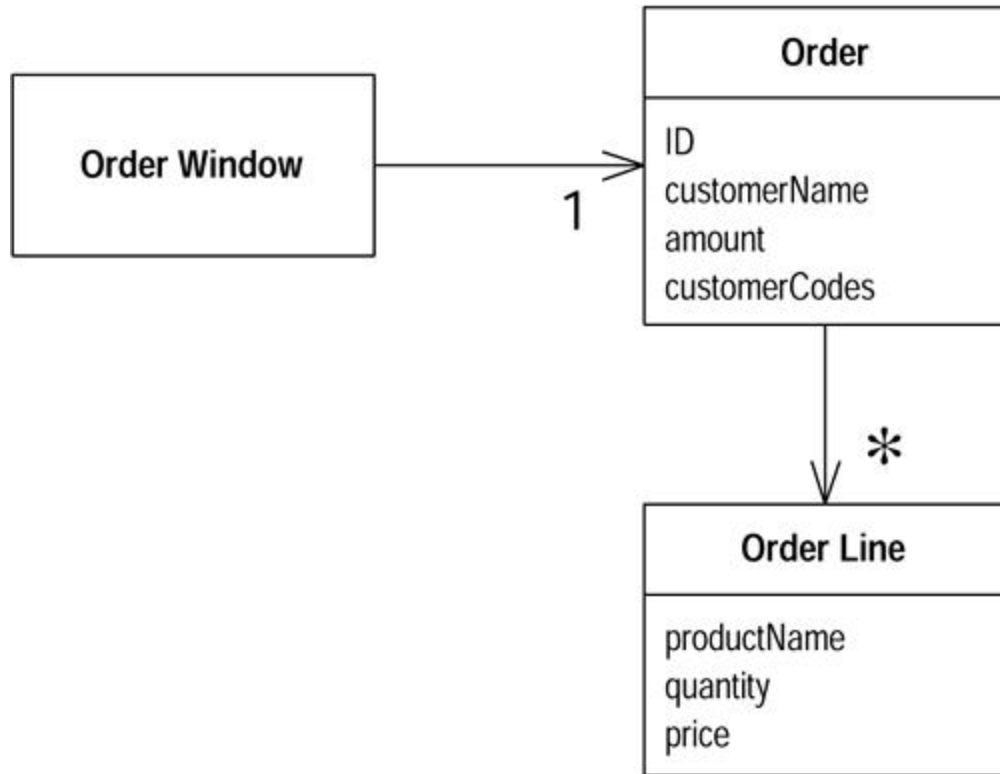 Order
Order Window
ID
1
customerName
amount
customerCodes
*
Order Line
productName
quantity
price